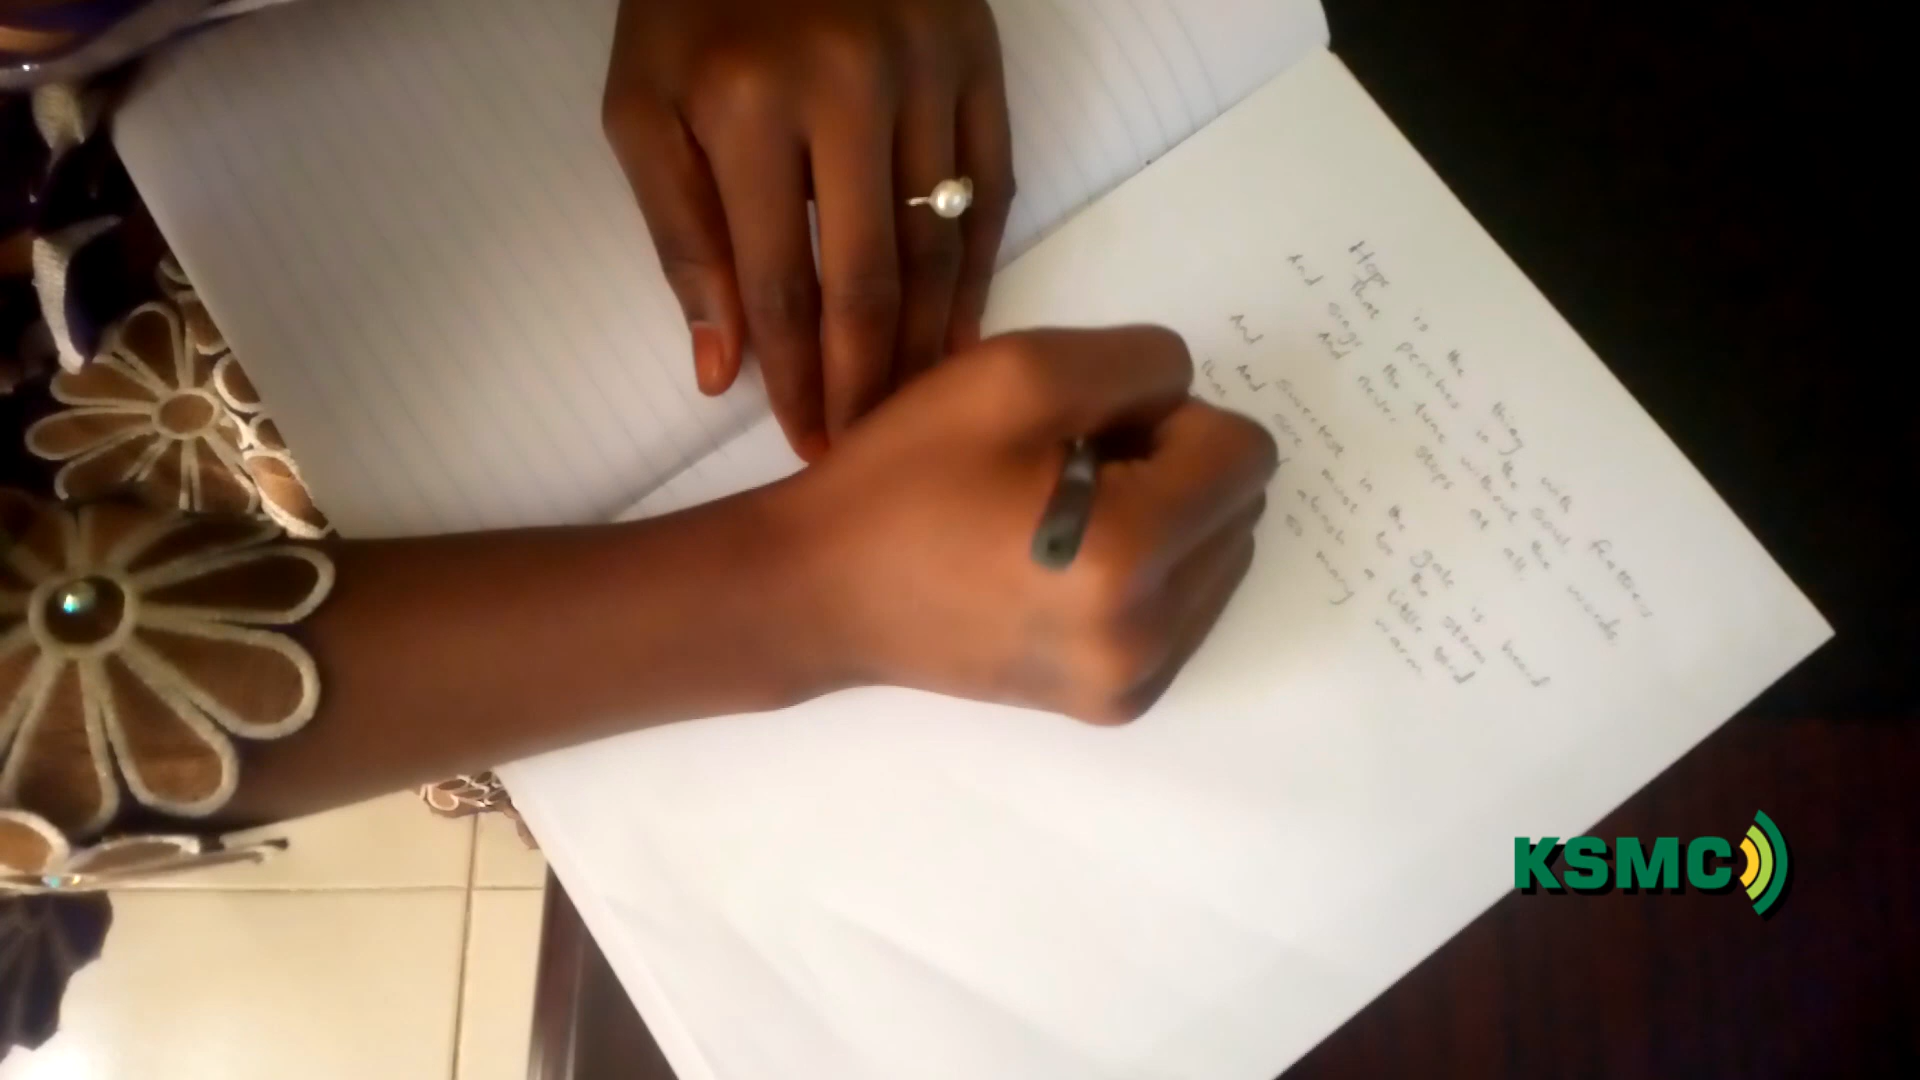 Hope is the thing with feathers
That perches in the soul.
And sings the tune without the words.
And never stops at all.
And sweetest in the gale is heard
And sore must be the storm
That abash a little bird
so many warm
KSMC